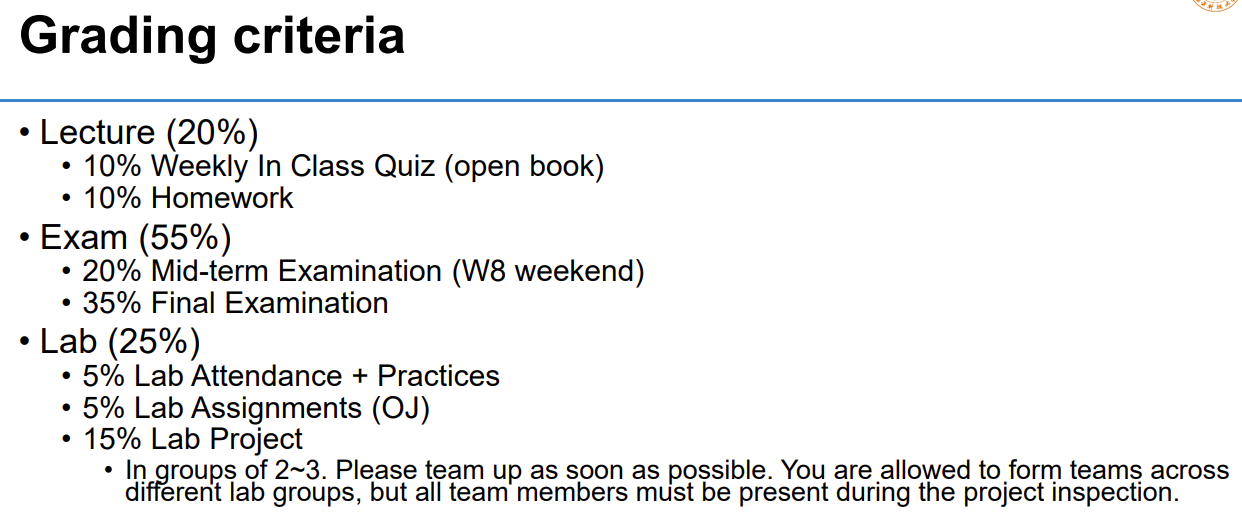 Grading criteria
• Lecture (20%)
• 10% Weekly In Class Quiz (open book)
• 10% Homework
• Exam (55%)
• 20% Mid-term Examination (W8 weekend)
• 35% Final Examination
• Lab (25%)
• 5% Lab Attendance + Practices
• 5% Lab Assignments (OJ)
• 15% Lab Project
• In groups of 2~3. Please team up as soon as possible. You are allowed to form teams across
different lab groups, but all team members must be present during the project inspection.